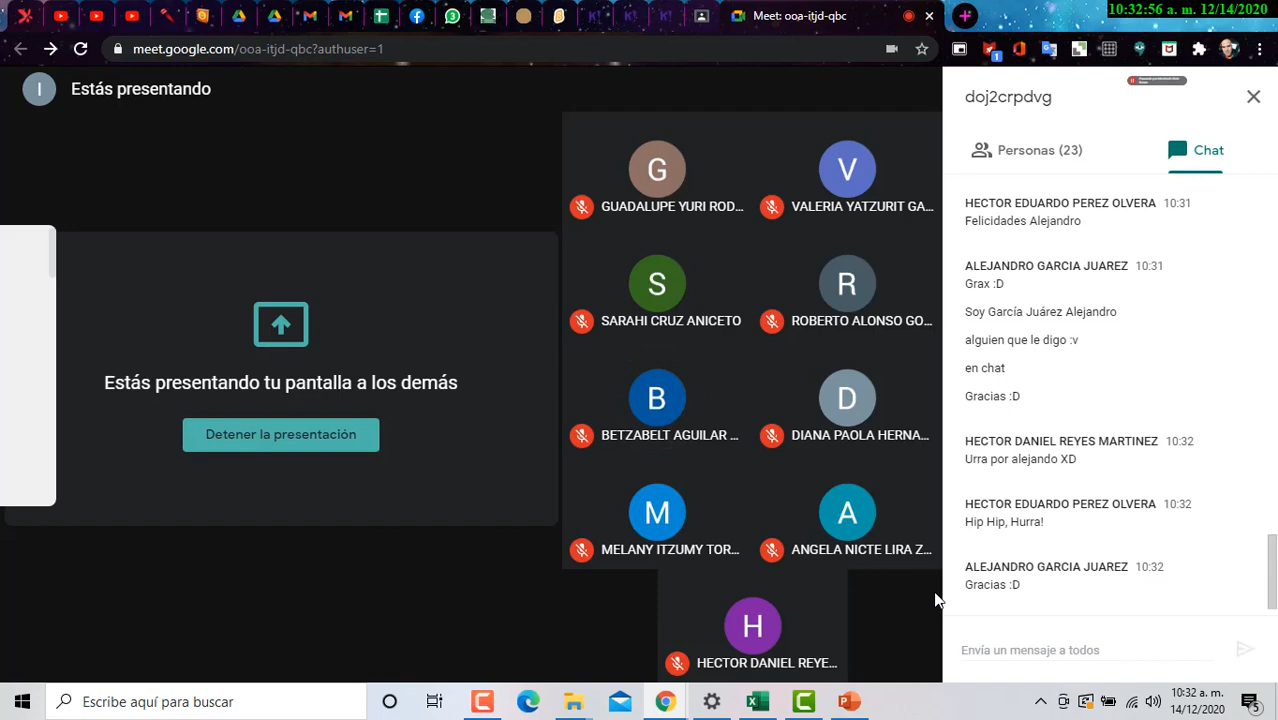 Meet: ooa-itjd-qbc
10:32:56 a. m. 12/14/2020
meet.google.com/ooa-itjd-qbc?authuser=1
I
Estás presentando
Estás presentando tu pantalla a los demás
Detener la presentación
G
GUADALUPE YURI ROD...
V
VALERIA YATZURIT GA...
S
SARAHI CRUZ ANICETO
R
ROBERTO ALONSO GO...
B
BETZABELT AGUILAR ...
D
DIANA PAOLA HERNA...
M
MELANY ITZUMY TOR...
A
ANGELA NICTE LIRA Z...
H
HECTOR DANIEL REYE...
doj2crpdvg
Personas (23)
Chat
HECTOR EDUARDO PEREZ OLVERA 10:31
Felicidades Alejandro
ALEJANDRO GARCIA JUAREZ 10:31
Grax :D
Soy García Juárez Alejandro
alguien que le digo :v
en chat
Gracias :D
HECTOR DANIEL REYES MARTINEZ 10:32
Urra por alejando XD
HECTOR EDUARDO PEREZ OLVERA 10:32
Hip Hip, Hurra!
ALEJANDRO GARCIA JUAREZ 10:32
Gracias :D
Envía un mensaje a todos
Escribe aquí para buscar
10:32 a. m.
14/12/2020
5